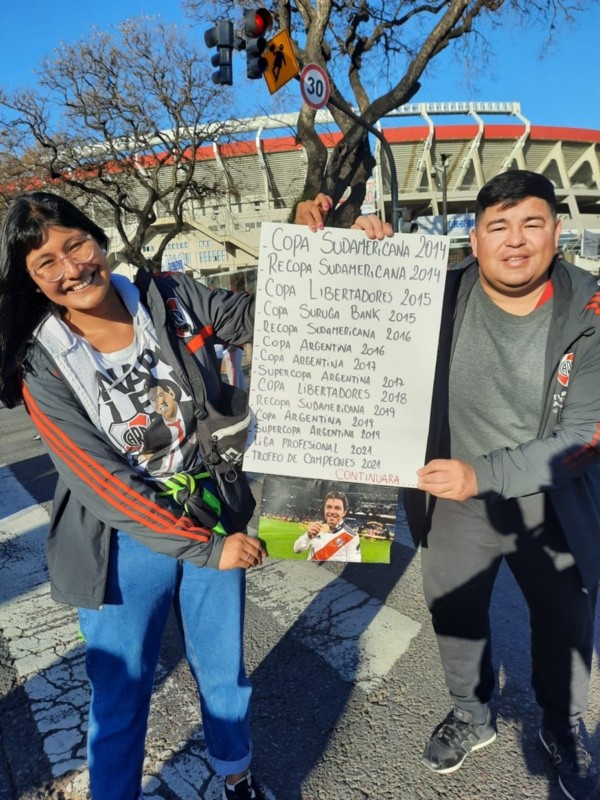 30
- COPA SUDAMERICANA 2014
- RECOPA SUDAMERICANA 2014
- COPA LIBERTADORES 2015
- COPA SURUGA BANK 2015
- RECOPA SUDAMERICANA 2016
- COPA ARGENTINA 2016
- COPA ARGENTINA 2017
- SUPERCOPA ARGENTINA 2017
- COPA LIBERTADORES 2018
- RECOPA SUDAMERICANA 2019
- COPA ARGENTINA 2019
- SUPERCOPA ARGENTINA 2019
- LIGA PROFESIONAL 2021
- TROFEO DE CAMPEONES 2021
CONTINUARA...